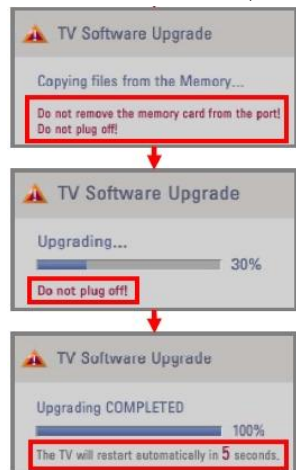 TV Software Upgrade
Copying files from the Memory...
Do not remove the memory card from the port!
Do not plug off!
TV Software Upgrade
Upgrading...
30%
Do not plug off!
TV Software Upgrade
Upgrading COMPLETED
100%
The TV will restart automatically in 5 seconds.